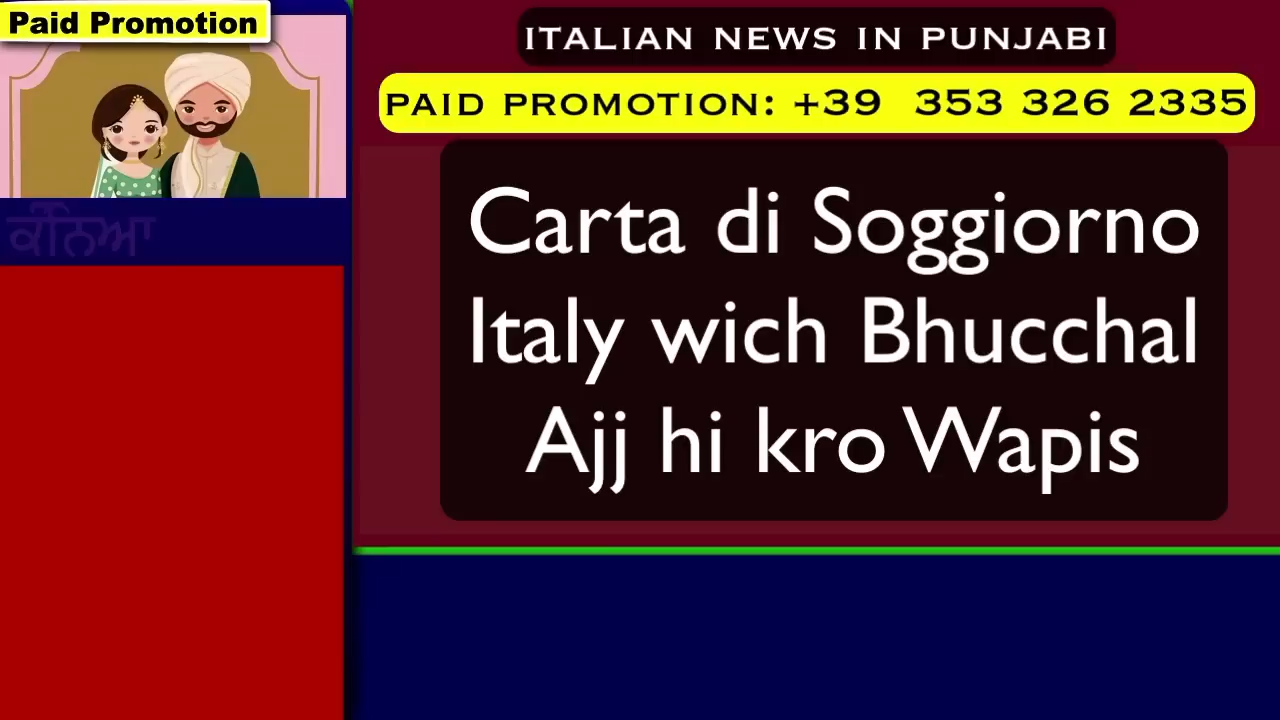 Paid Promotion
ITALIAN NEWS IN PUNJABI
PAID PROMOTION: +39 353 326 2335
Carta di Soggiorno
Italy wich Bhucchal
Ajj hi kro Wapis
ਕੰਨਿਆ